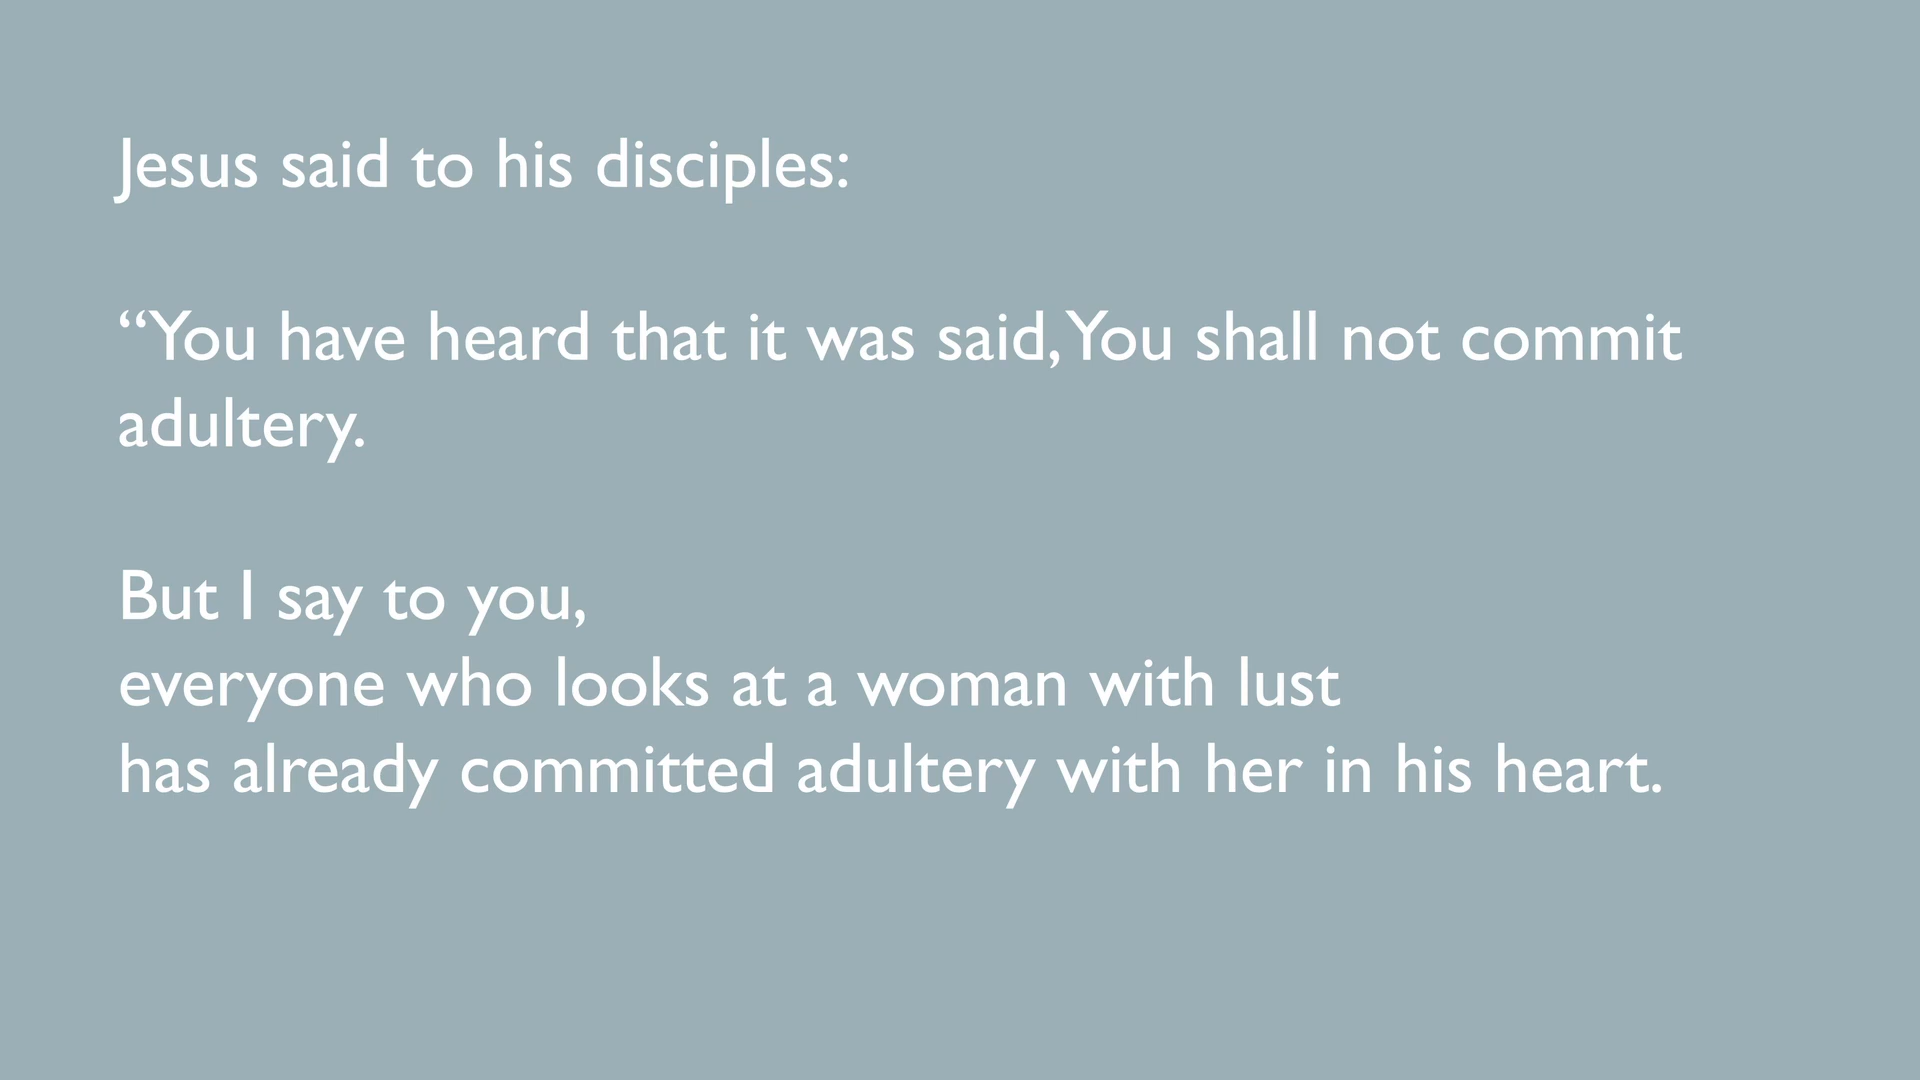 Jesus said to his disciples:
“You have heard that it was said, You shall not commit
adultery.
But I say to you,
everyone who looks at a woman with lust
has already committed adultery with her in his heart.